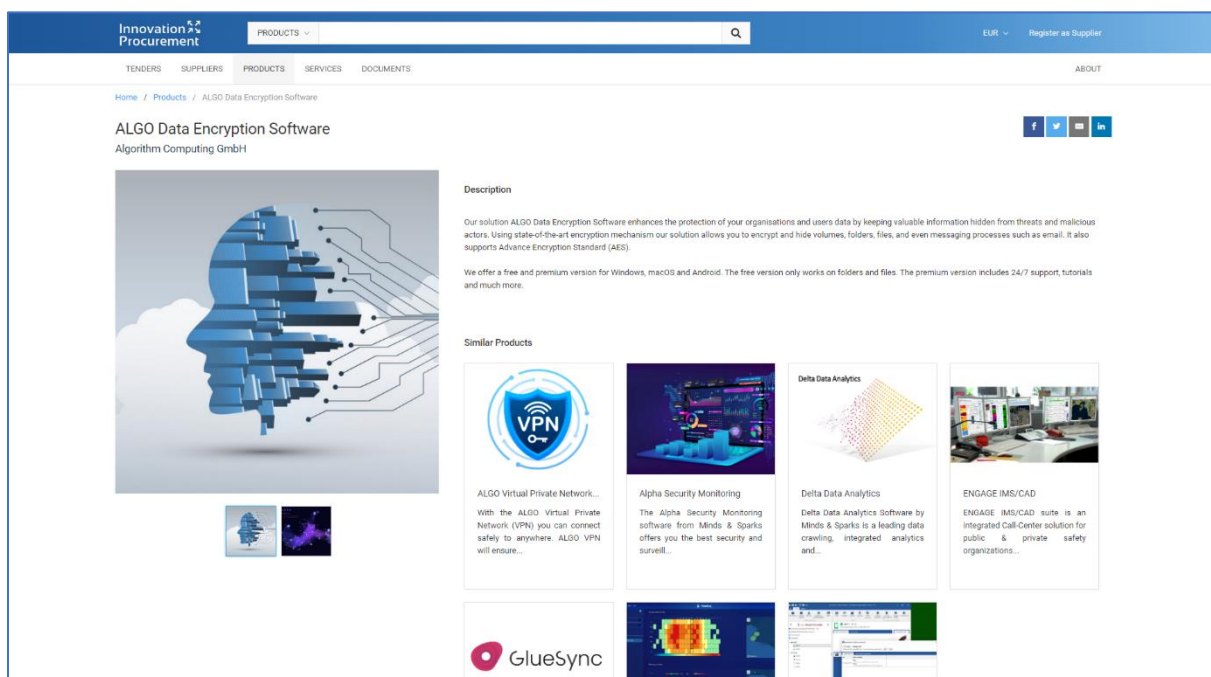 Innovation
Procurement
PRODUCTS
EUR
Register as Supplier
TENDERS SUPPLIERS PRODUCTS SERVICES DOCUMENTS ABOUT
Home / Products / ALGO Data Encryption Software
ALGO Data Encryption Software
Algorithm Computing GmbH
f
in
Description
Our solution ALGO Data Encryption Software enhances the protection of your organisations and users data by keeping valuable information hidden from threats and malicious
actors. Using state-of-the-art encryption mechanism our solution allows you to encrypt and hide volumes, folders, files, and even messaging processes such as email. It also
supports Advance Encryption Standard (AES).
We offer a free and premium version for Windows, macOS and Android. The free version only works on folders and files. The premium version includes 24/7 support, tutorials
and much more.
Similar Products
VPN
Delta Data Analytics
ALGO Virtual Private Network...
With the ALGO Virtual Private
Network (VPN) you can connect
safely to anywhere. ALGO VPN
will ensure...
Alpha Security Monitoring
The Alpha Security Monitoring
software from Minds & Sparks
offers you the best security and
surveill...
Delta Data Analytics
Delta Data Analytics Software by
Minds & Sparks is a leading data
crawling, integrated analytics
and...
ENGAGE IMS/CAD
ENGAGE IMS/CAD suite is an
integrated Call-Center solution for
public & private safety
organizations...
GlueSync